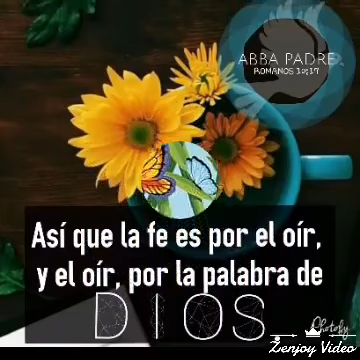 ABBA PADRE
ROMANOS 10:17
Así que la fe es por el oír,
y el oír, por la palabra de
DIOS
Photofy
Zenjoy Video